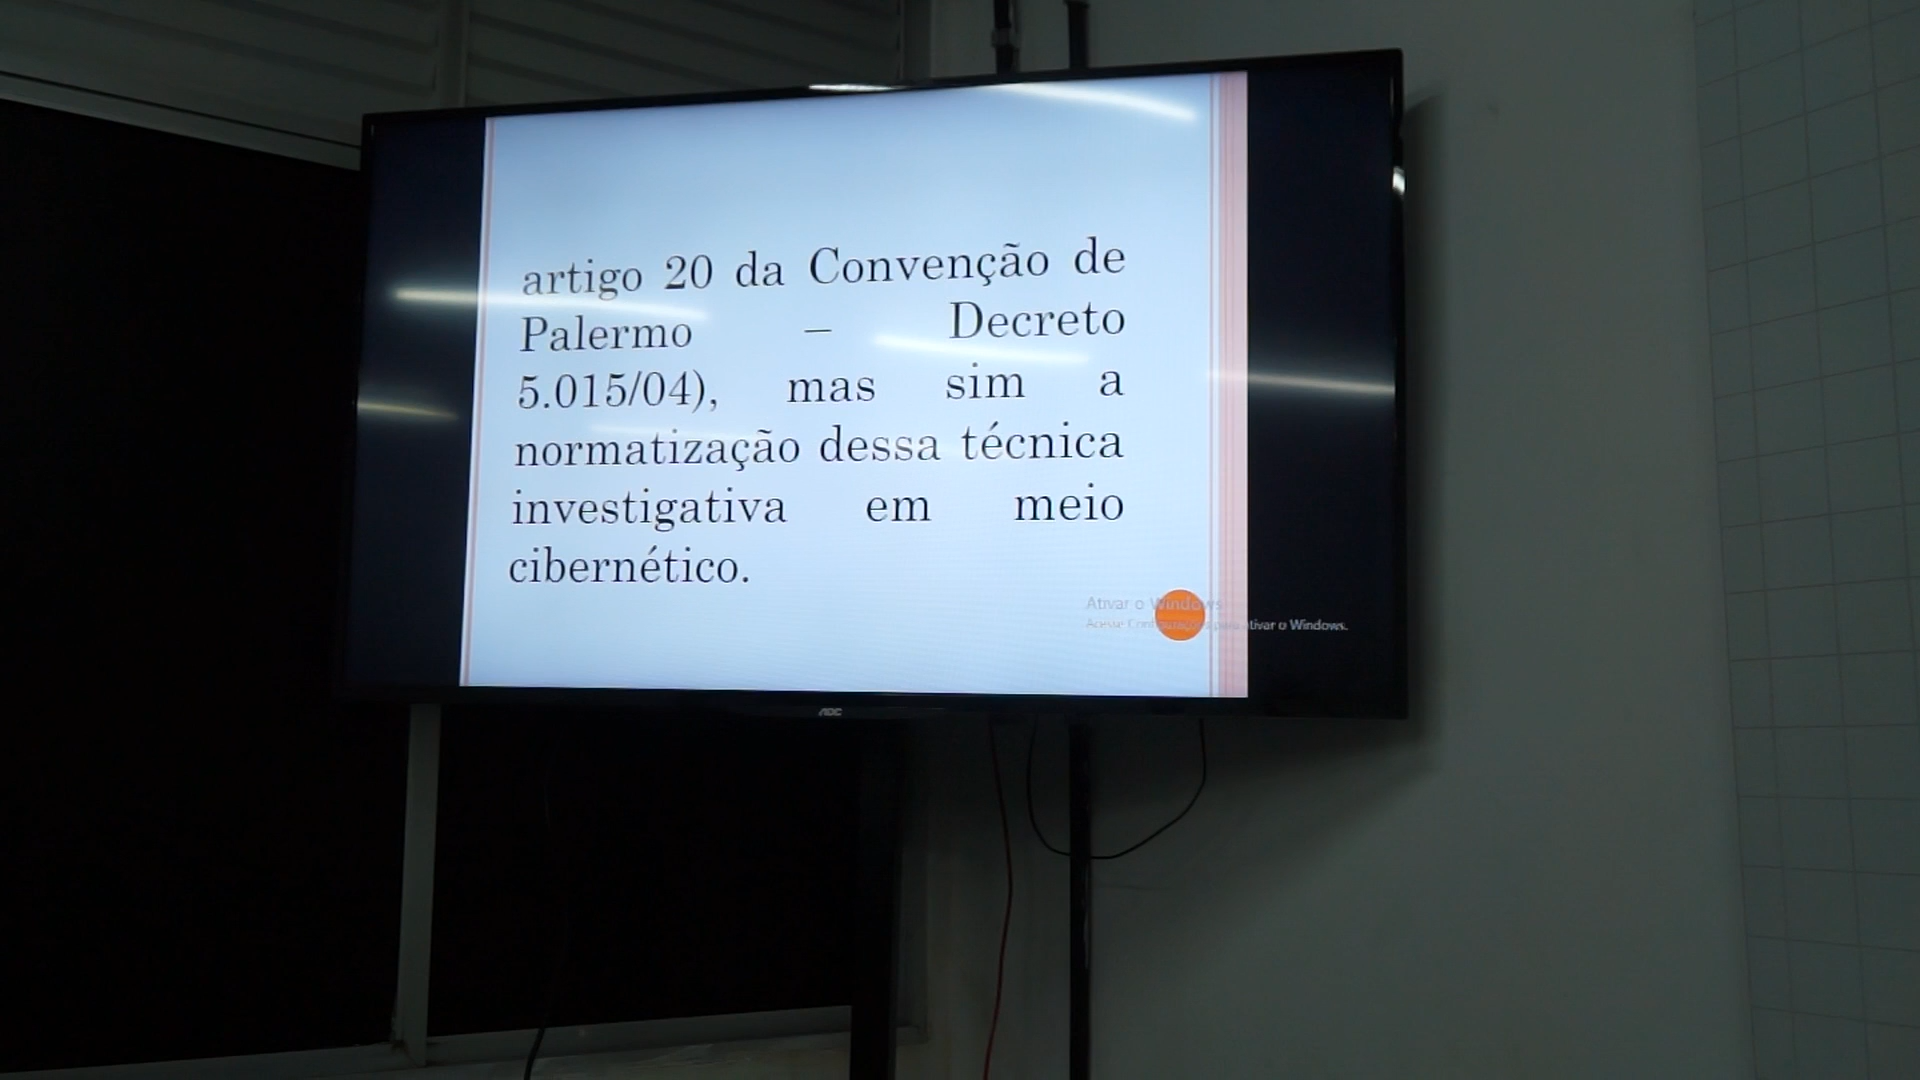 artigo 20 da Convenção de
Palermo – Decreto
5.015/04), mas sim a
normatização dessa técnica
investigativa em meio
cibernético.
Ativar o Windows
Acesse Configurações para ativar o Windows.
AOC